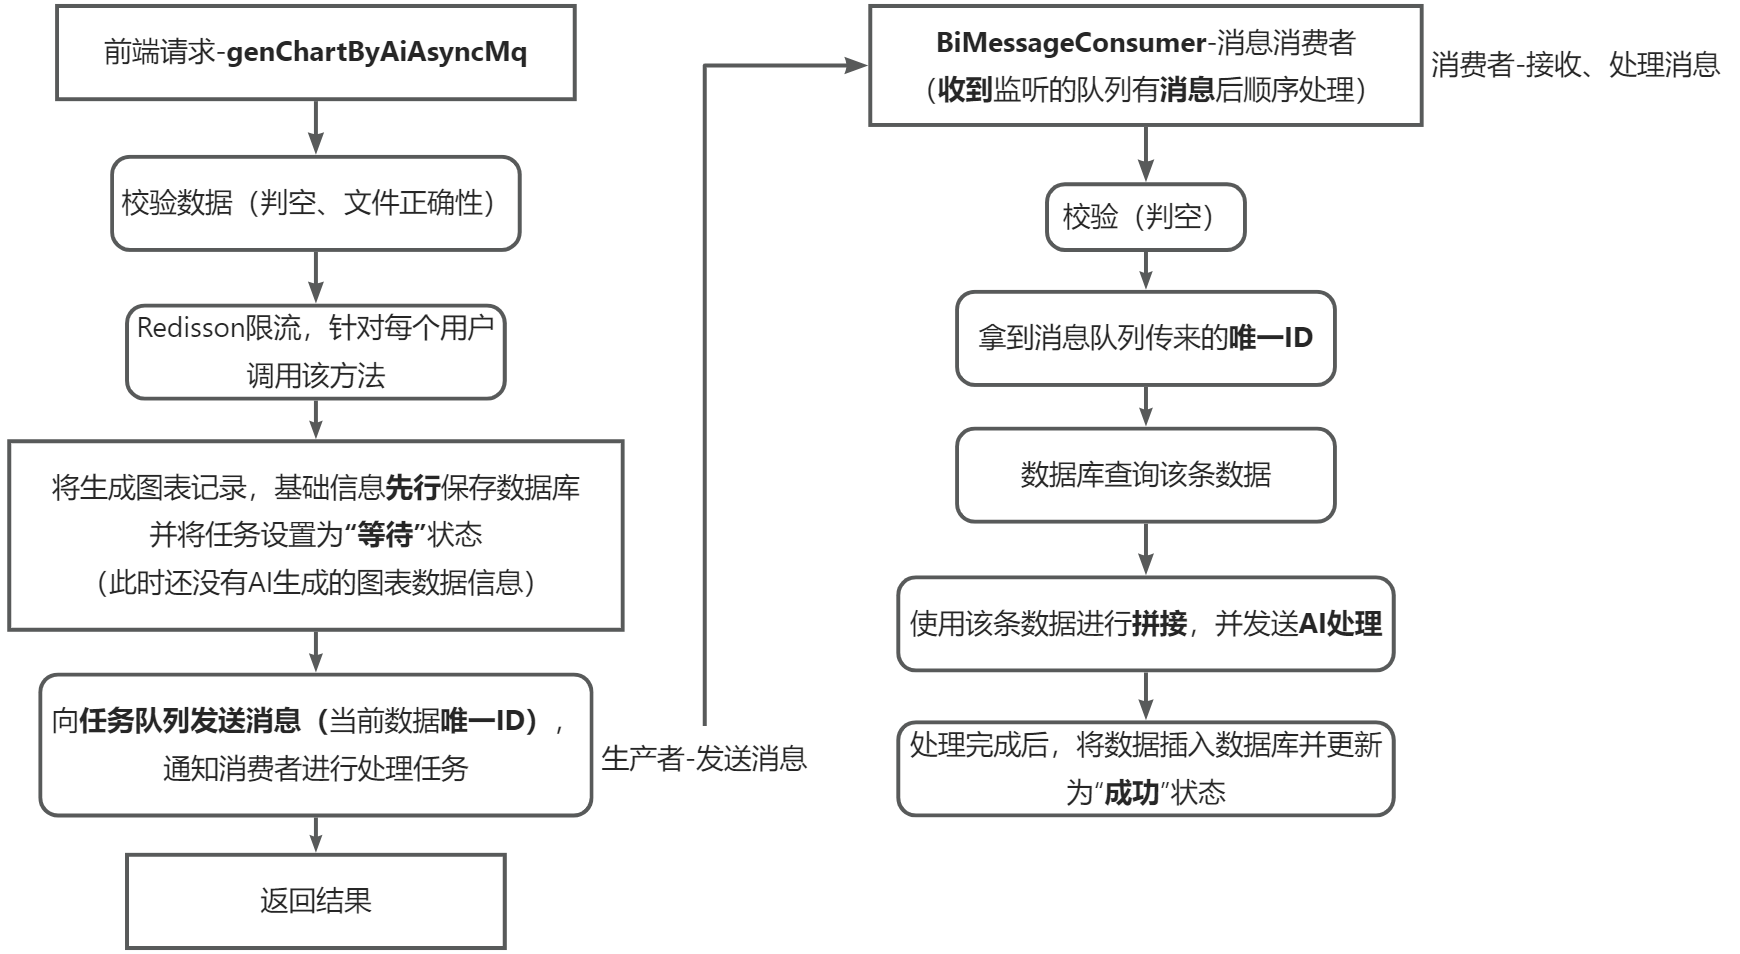 前端请求-genChartByAiAsyncMq
校验数据（判空、文件正确性）
Redisson限流，针对每个用户
调用该方法
将生成图表记录，基础信息先行保存数据库
并将任务设置为“等待”状态
（此时还没有AI生成的图表数据信息）
向任务队列发送消息（当前数据唯一ID），
通知消费者进行处理任务
生产者-发送消息
返回结果
BiMessageConsumer-消息消费者
（收到监听的队列有消息后顺序处理）
消费者-接收、处理消息
校验（判空）
拿到消息队列传来的唯一ID
数据库查询该条数据
使用该条数据进行拼接，并发送AI处理
处理完成后，将数据插入数据库并更新
为“成功”状态